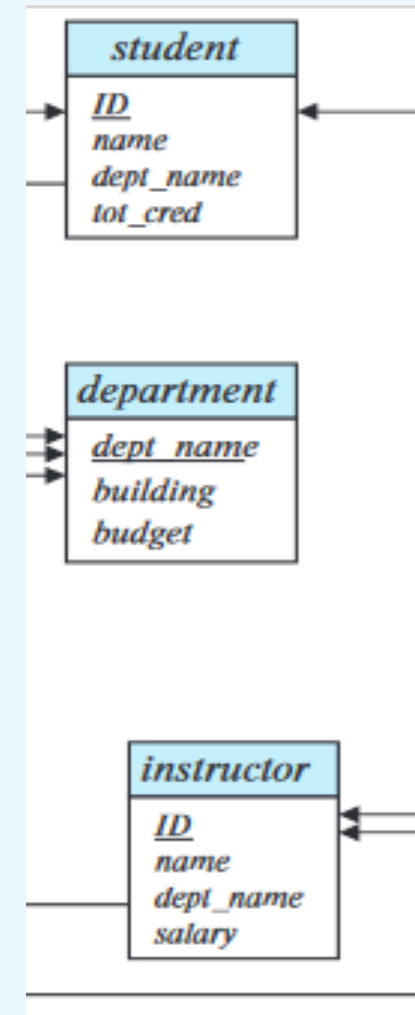 student
ID
name
dept_name
tot_cred
department
dept_name
building
budget
instructor
ID
name
dept_name
salary